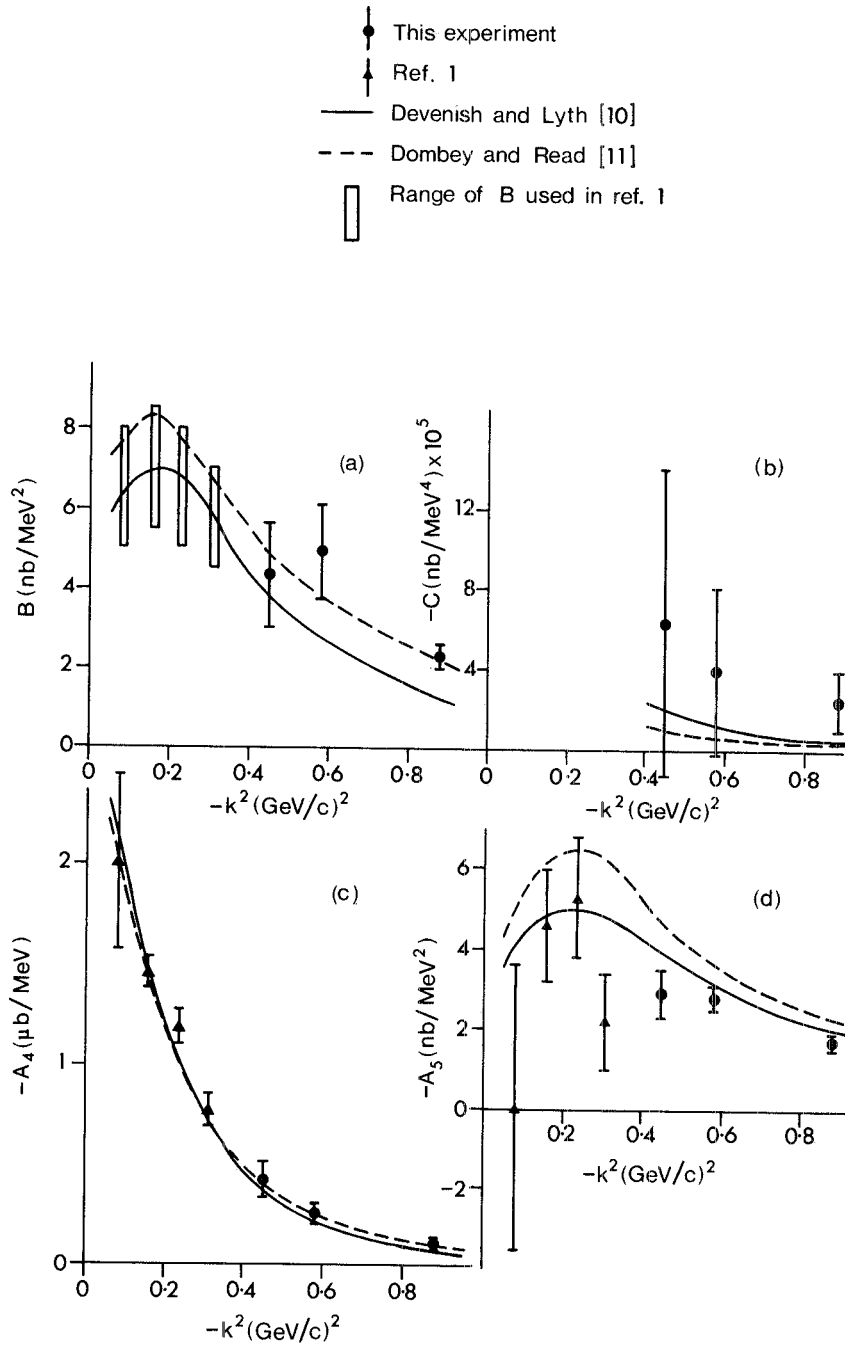 This experiment
Ref. 1
Devenish and Lyth [10]
Dombey and Read [11]
Range of B used in ref. 1
(a)
B (nb/MeV²)
8
6
4
2
0
0 0·2 0·4 0·6 0·8
-k² (GeV/c)²
(b)
-C (nb/MeV⁴) x 10⁵
12
8
4
0 0·2 0·4 0·6 0·8
-k² (GeV/c)²
(c)
-A₄ (μb/MeV)
2
1
0
0 0·2 0·4 0·6 0·8
-k² (GeV/c)²
(d)
-A₅ (nb/MeV²)
6
4
2
0
-2
0·2 0·4 0·6 0·8
-k² (GeV/c)²